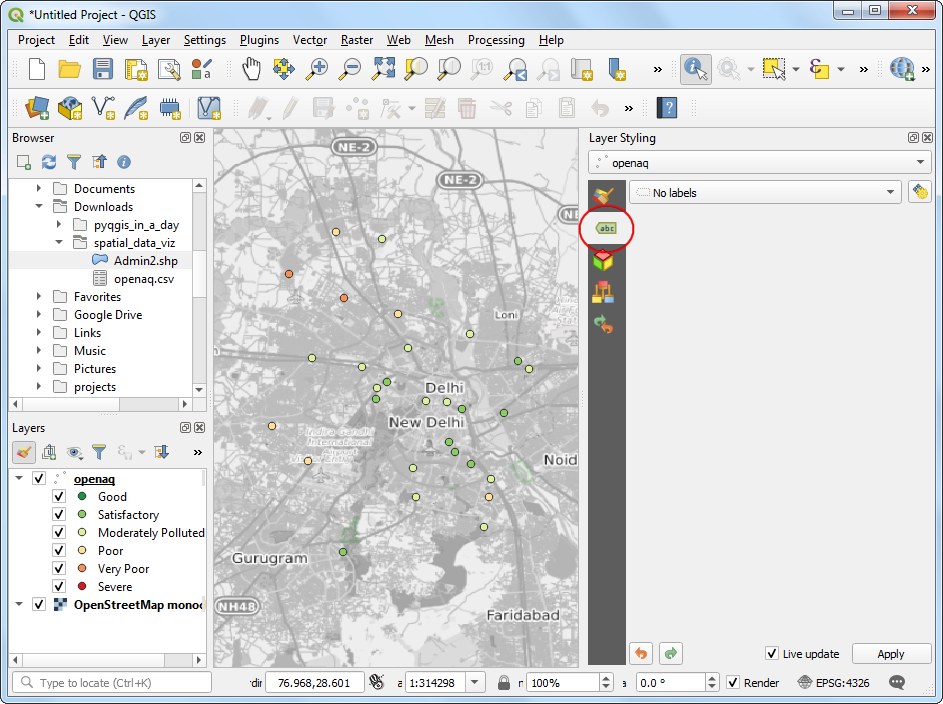 *Untitled Project - QGIS
Project Edit View Layer Settings Plugins Vector Raster Web Mesh Processing Help
Browser
Documents
Downloads
pyqgis_in_a_day
spatial_data_viz
Admin2.shp
openaq.csv
Favorites
Google Drive
Links
Music
Pictures
projects
Layers
openaq
Good
Satisfactory
Moderately Polluted
Poor
Very Poor
Severe
OpenStreetMap monoc
NE-2
NE-2
NE
Loni
Delhi
New Delhi
Indira Gandhi
International
Airport
Noid
Gurugram
NH48
Faridabad
Layer Styling
openaq
No labels
abc
Live update
Apply
Type to locate (Ctrl+K)
76.968,28.601
1:314298
100%
0.0 °
Render
EPSG:4326